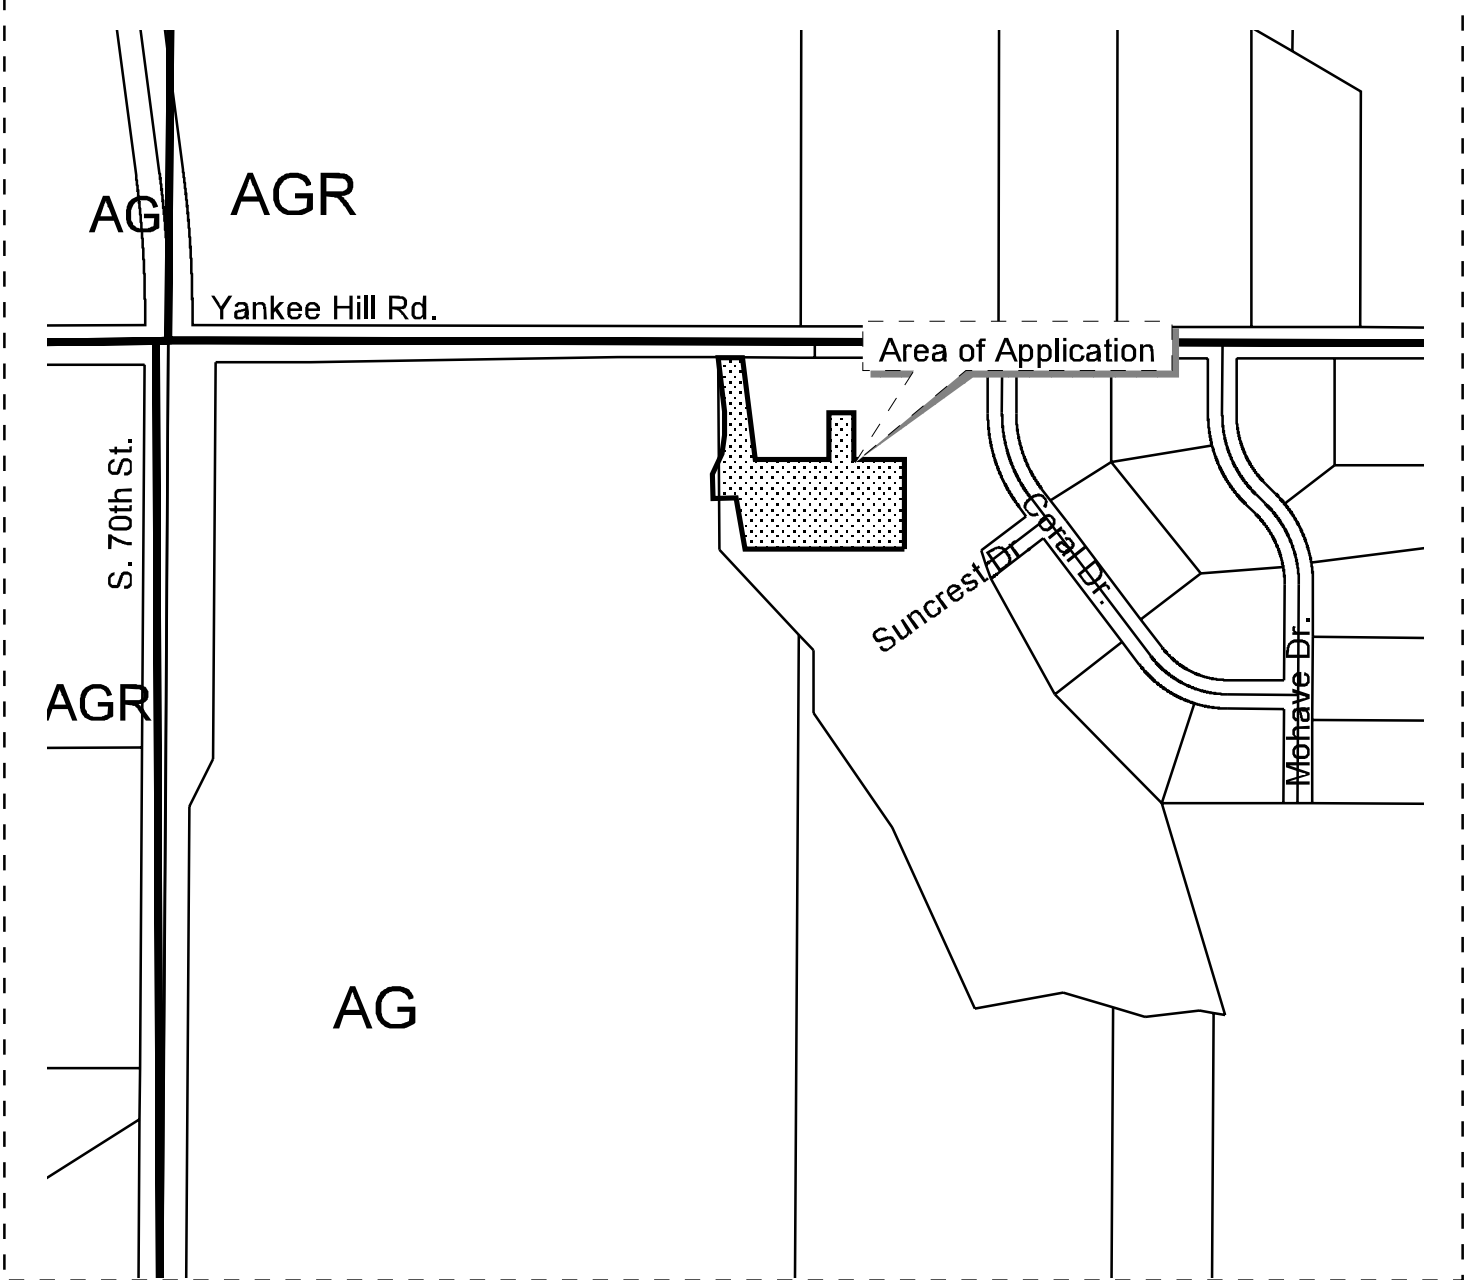 AG
AGR
Yankee Hill Rd.
Area of Application
S. 70th St.
Coral Dr.
Suncrest Dr
Mohave Dr.
AGR
AG